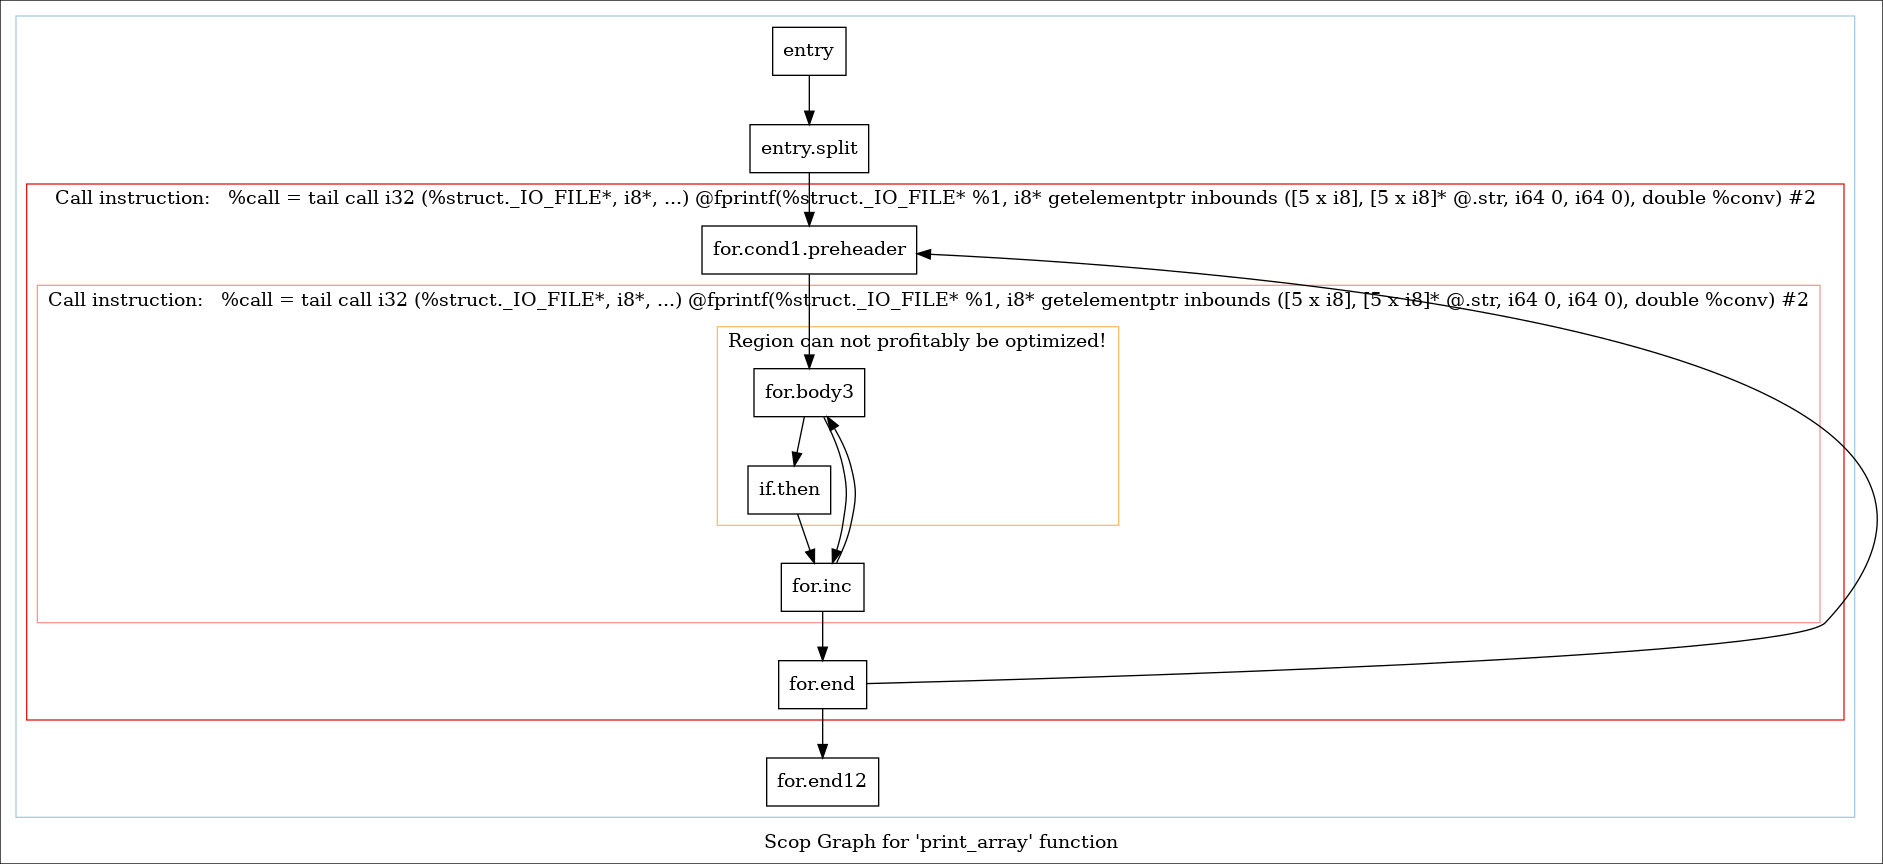 entry
entry.split
Call instruction:   %call = tail call i32 (%struct._IO_FILE*, i8*, ...) @fprintf(%struct._IO_FILE* %1, i8* getelementptr inbounds ([5 x i8], [5 x i8]* @.str, i64 0, i64 0), double %conv) #2
for.cond1.preheader
Call instruction:   %call = tail call i32 (%struct._IO_FILE*, i8*, ...) @fprintf(%struct._IO_FILE* %1, i8* getelementptr inbounds ([5 x i8], [5 x i8]* @.str, i64 0, i64 0), double %conv) #2
Region can not profitably be optimized!
for.body3
if.then
for.inc
for.end
for.end12
Scop Graph for 'print_array' function